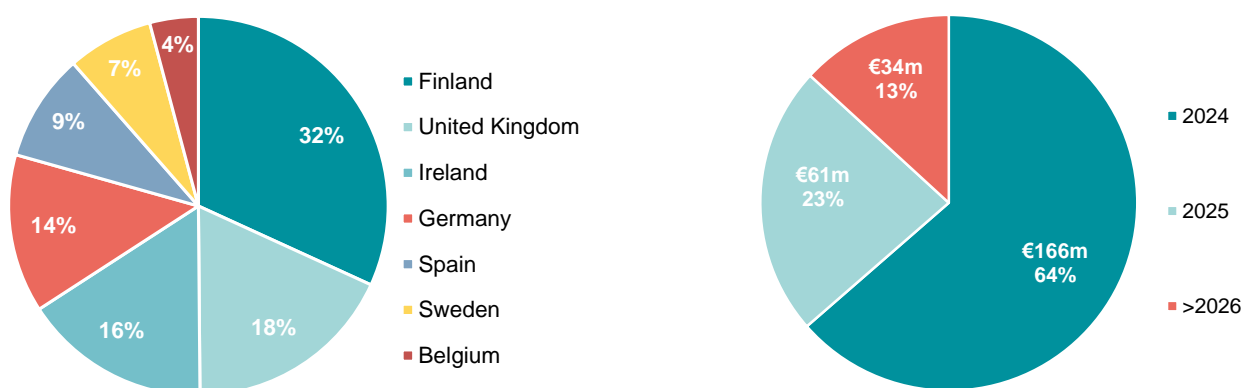 32%
18%
16%
14%
9%
7%
4%
Finland
United Kingdom
Ireland
Germany
Spain
Sweden
Belgium
€166m
64%
€61m
23%
€34m
13%
2024
2025
>2026